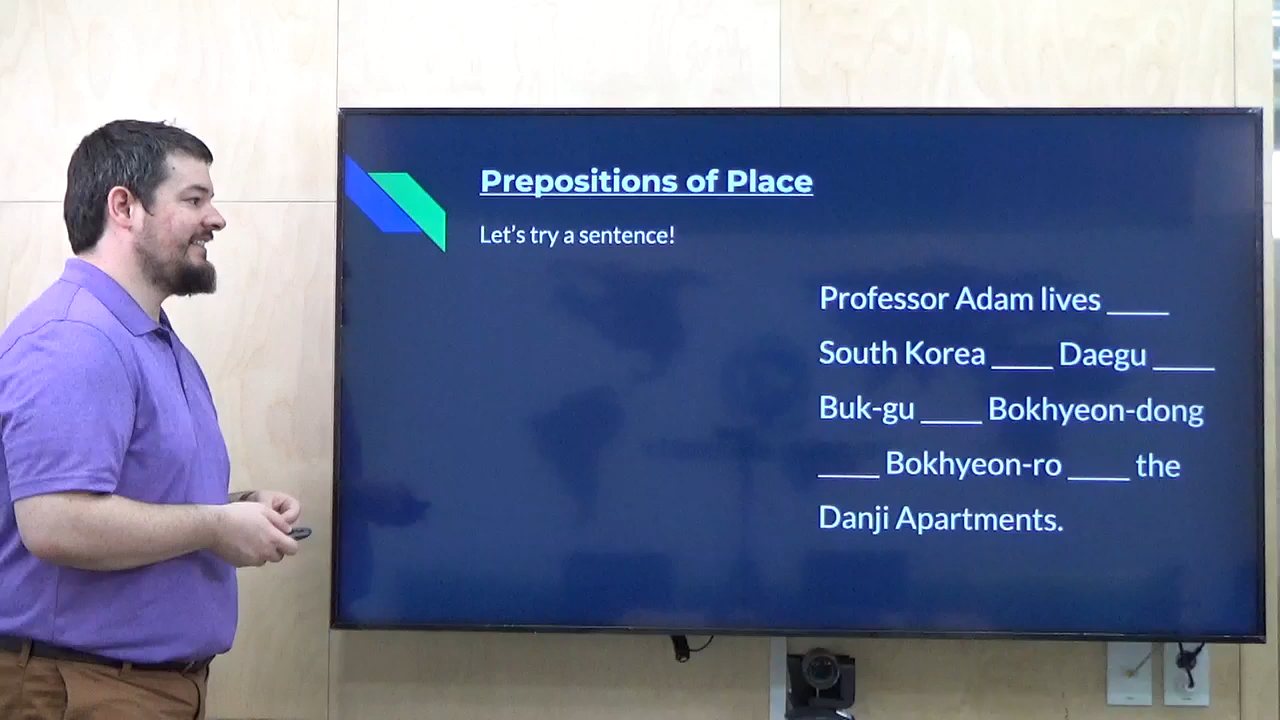 Prepositions of Place
Let's try a sentence!
Professor Adam lives ____
South Korea ____ Daegu ____
Buk-gu ____ Bokhyeon-dong
____ Bokhyeon-ro ____ the
Danji Apartments.